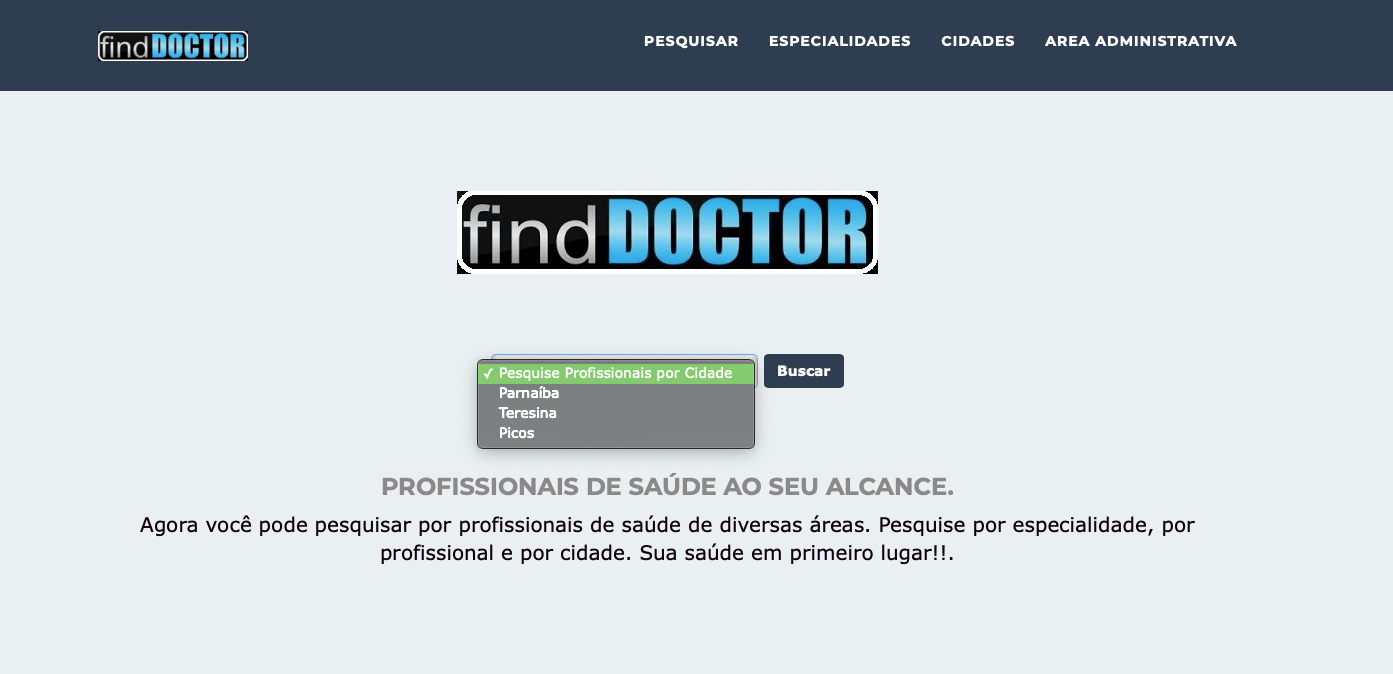 findDOCTOR
PESQUISAR ESPECIALIDADES CIDADES AREA ADMINISTRATIVA
findDOCTOR
✓ Pesquise Profissionais por Cidade
Buscar
Parnaíba
Teresina
Picos
PROFISSIONAIS DE SAÚDE AO SEU ALCANCE.
Agora você pode pesquisar por profissionais de saúde de diversas áreas. Pesquise por especialidade, por
profissional e por cidade. Sua saúde em primeiro lugar!!.